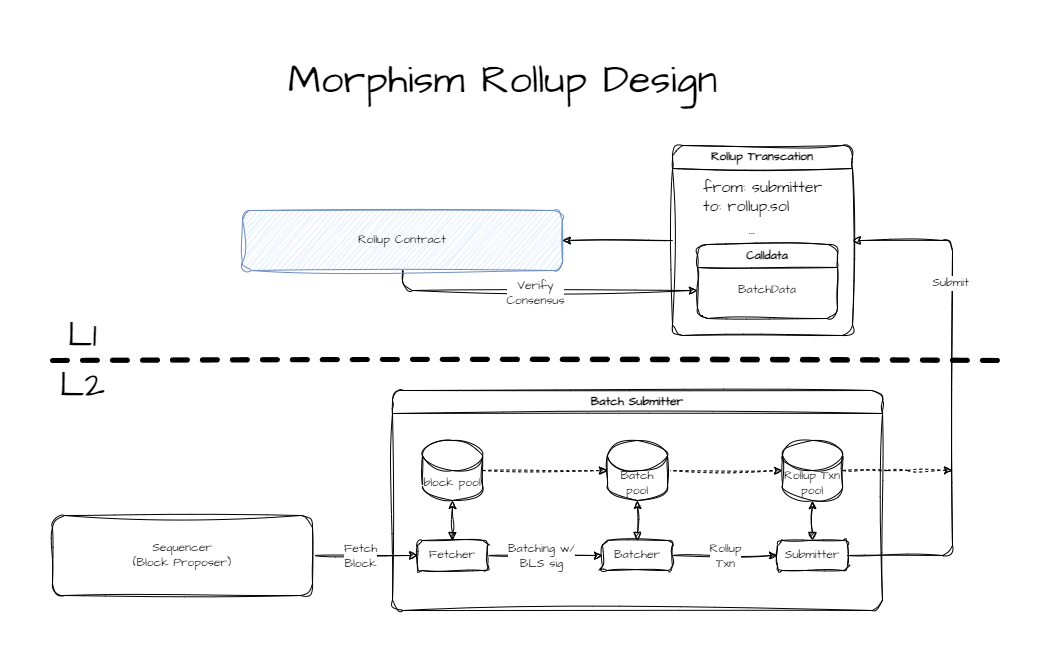 Morphism Rollup Design
Rollup Transcation
from: submitter
to: rollup.sol
...
Calldata
BatchData
Rollup Contract
Verify
Consensus
Submit
L1
L2
Batch Submitter
block pool
Batch
pool
Rollup Txn
pool
Sequencer
(Block Proposer)
Fetch
Block
Fetcher
Batching w/
BLS sig
Batcher
Rollup
Txn
Submitter